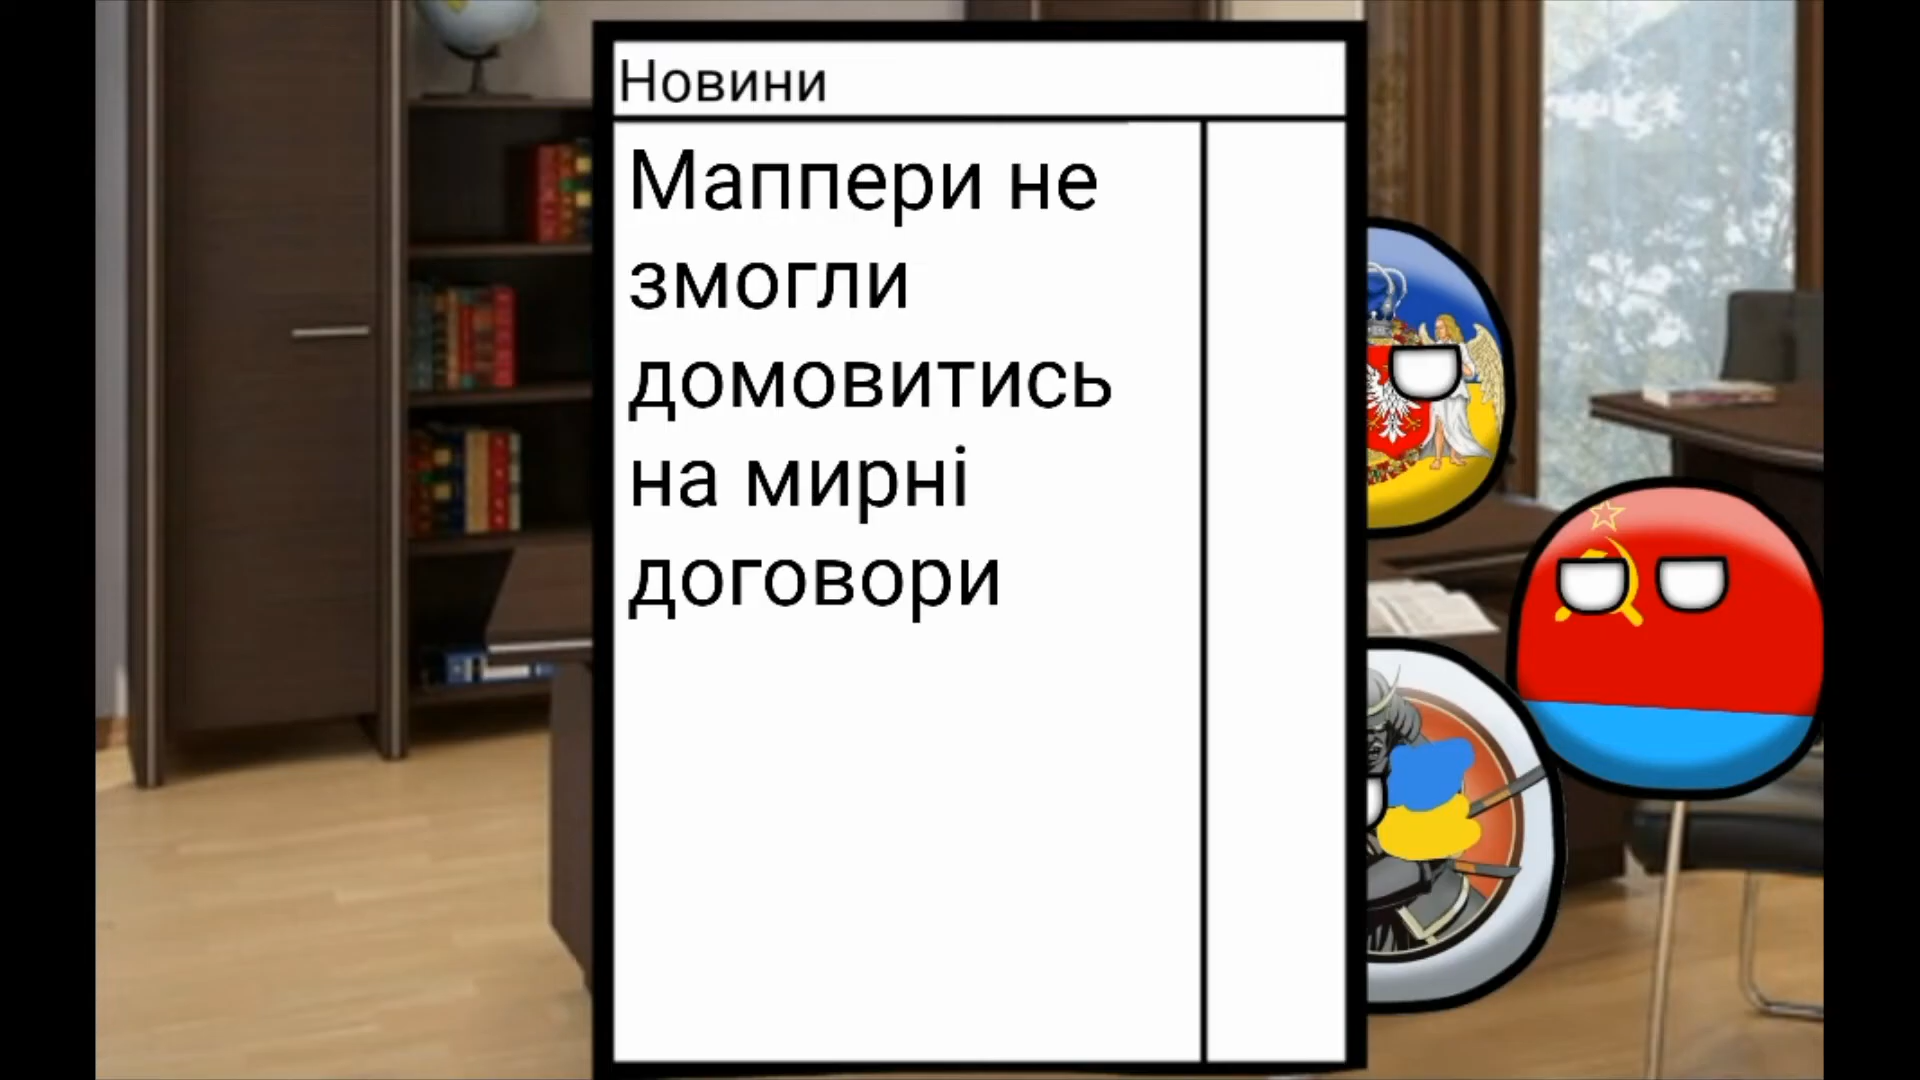 Новини
Маппери не
змогли
домовитись
на мирні
договори